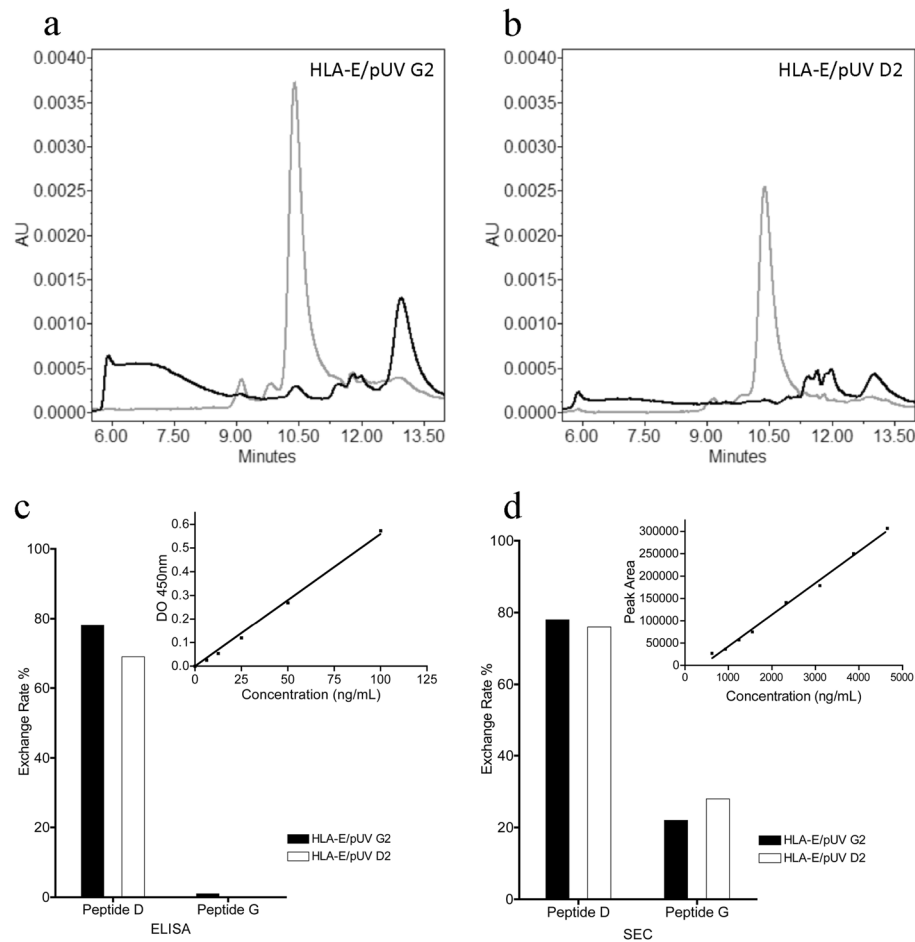 a
HLA-E/pUV G2
AU
0.0040
0.0035
0.0030
0.0025
0.0020
0.0015
0.0010
0.0005
0.0000
6.00 7.50 9.00 10.50 12.00 13.50
Minutes
b
HLA-E/pUV D2
AU
0.0040
0.0035
0.0030
0.0025
0.0020
0.0015
0.0010
0.0005
0.0000
6.00 7.50 9.00 10.50 12.00 13.50
Minutes
c
Exchange Rate %
100
80
60
40
20
0
Peptide D Peptide G
ELISA
DO 450nm
0.6
0.5
0.4
0.3
0.2
0.1
0.0
0 25 50 75 100 125
Concentration (ng/mL)
HLA-E/pUV G2
HLA-E/pUV D2
d
Exchange Rate %
100
80
60
40
20
0
Peptide D Peptide G
SEC
Peak Area
300000
250000
200000
150000
100000
50000
0
0 1000 2000 3000 4000 5000
Concentration (ng/mL)
HLA-E/pUV G2
HLA-E/pUV D2